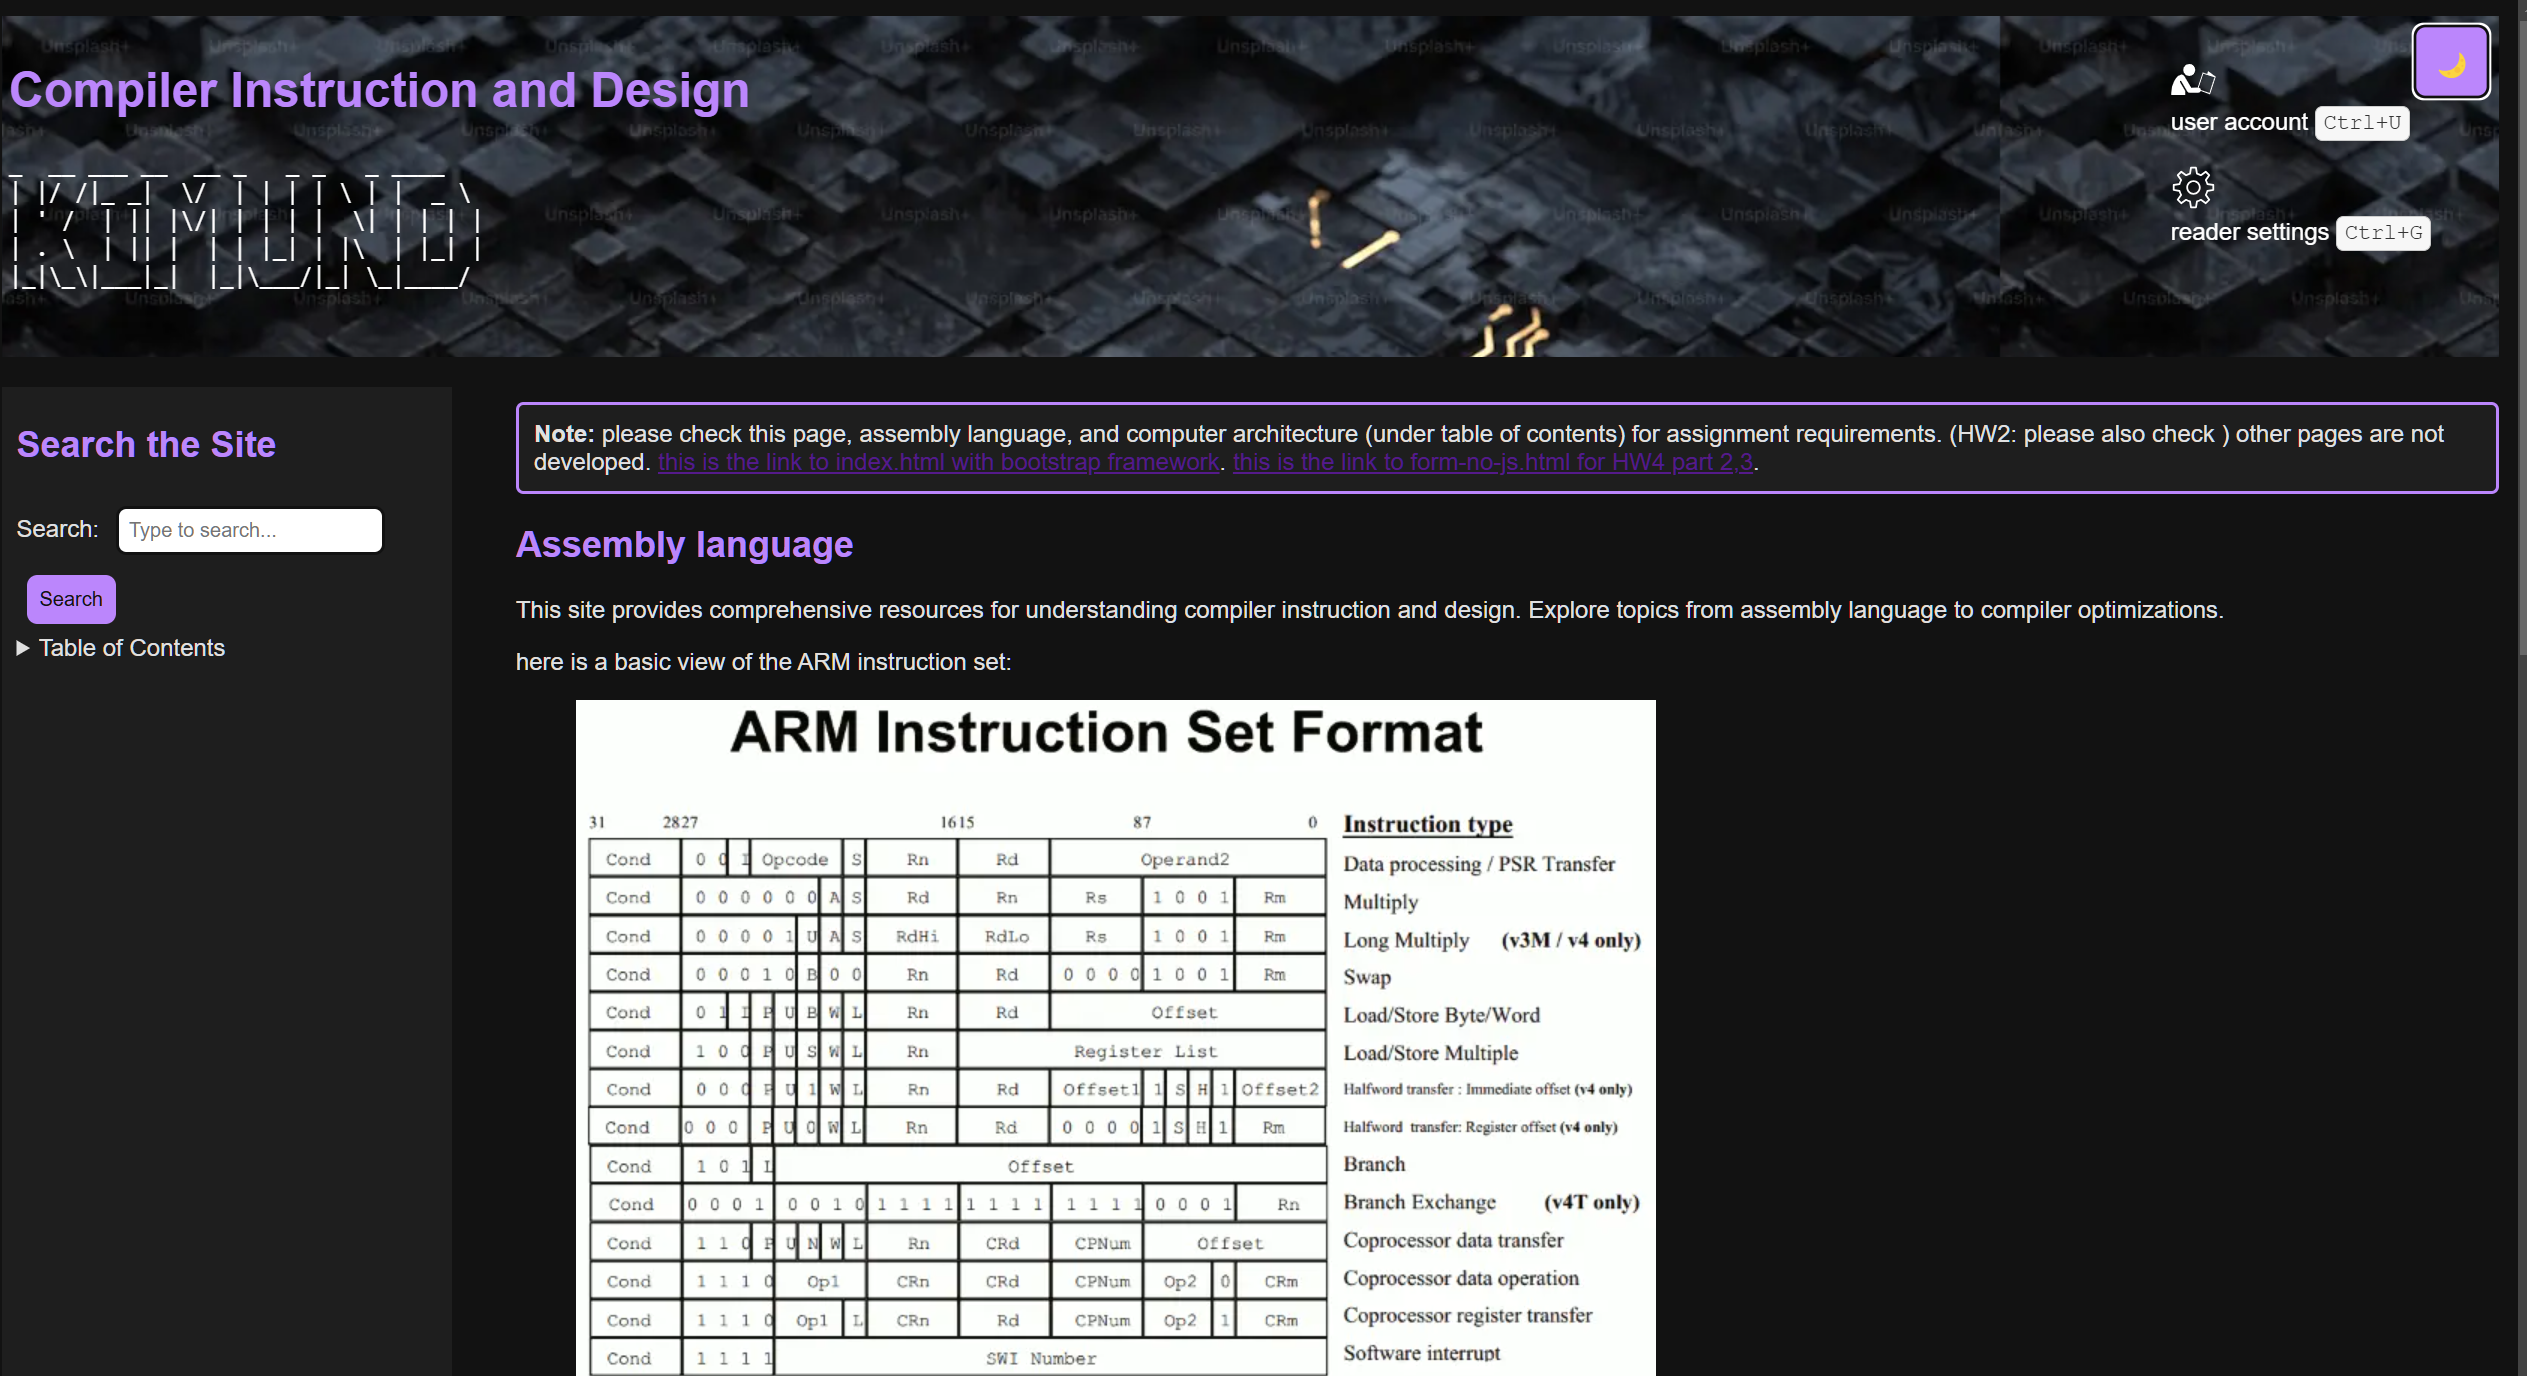 Compiler Instruction and Design
user account Ctrl+U
KIMUND
reader settings Ctrl+G
Search the Site
Search: Type to search...
Search
▶ Table of Contents
Note: please check this page, assembly language, and computer architecture (under table of contents) for assignment requirements. (HW2: please also check ) other pages are not
developed. this is the link to index.html with bootstrap framework. this is the link to form-no-js.html for HW4 part 2,3.
Assembly language
This site provides comprehensive resources for understanding compiler instruction and design. Explore topics from assembly language to compiler optimizations.
here is a basic view of the ARM instruction set:
ARM Instruction Set Format
31 2827 1615 87 0 Instruction type
Cond 0 0 I Opcode S Rn Rd Operand2 Data processing / PSR Transfer
Cond 0 0 0 0 0 0 A S Rd Rn Rs 1 0 0 1 Rm Multiply
Cond 0 0 0 0 1 U A S RdHi RdLo Rs 1 0 0 1 Rm Long Multiply (v3M / v4 only)
Cond 0 0 0 1 0 B 0 0 Rn Rd 0 0 0 0 1 0 0 1 Rm Swap
Cond 0 1 I P U B W L Rn Rd Offset Load/Store Byte/Word
Cond 1 0 0 P U S W L Rn Register List Load/Store Multiple
Cond 0 0 0 P U 1 W L Rn Rd Offset1 1 S H 1 Offset2 Halfword transfer : Immediate offset (v4 only)
Cond 0 0 0 P U 0 W L Rn Rd 0 0 0 0 1 S H 1 Rm Halfword transfer: Register offset (v4 only)
Cond 1 0 1 L Offset Branch
Cond 0 0 0 1 0 0 1 0 1 1 1 1 1 1 1 1 1 1 1 1 0 0 0 1 Rn Branch Exchange (v4T only)
Cond 1 1 0 P U N W L Rn CRd CPNum Offset Coprocessor data transfer
Cond 1 1 1 0 Op1 CRn CRd CPNum Op2 0 CRm Coprocessor data operation
Cond 1 1 1 0 Op1 L CRn Rd CPNum Op2 1 CRm Coprocessor register transfer
Cond 1 1 1 1 SWI Number Software interrupt